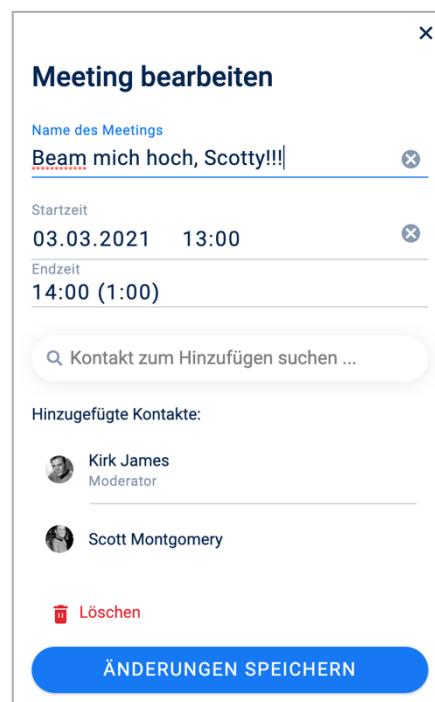 Meeting bearbeiten
Name des Meetings
Beam mich hoch, Scotty!!!
Startzeit
03.03.2021 13:00
Endzeit
14:00 (1:00)
Kontakt zum Hinzufügen suchen ...
Hinzugefügte Kontakte:
Kirk James
Moderator
Scott Montgomery
Löschen
ÄNDERUNGEN SPEICHERN